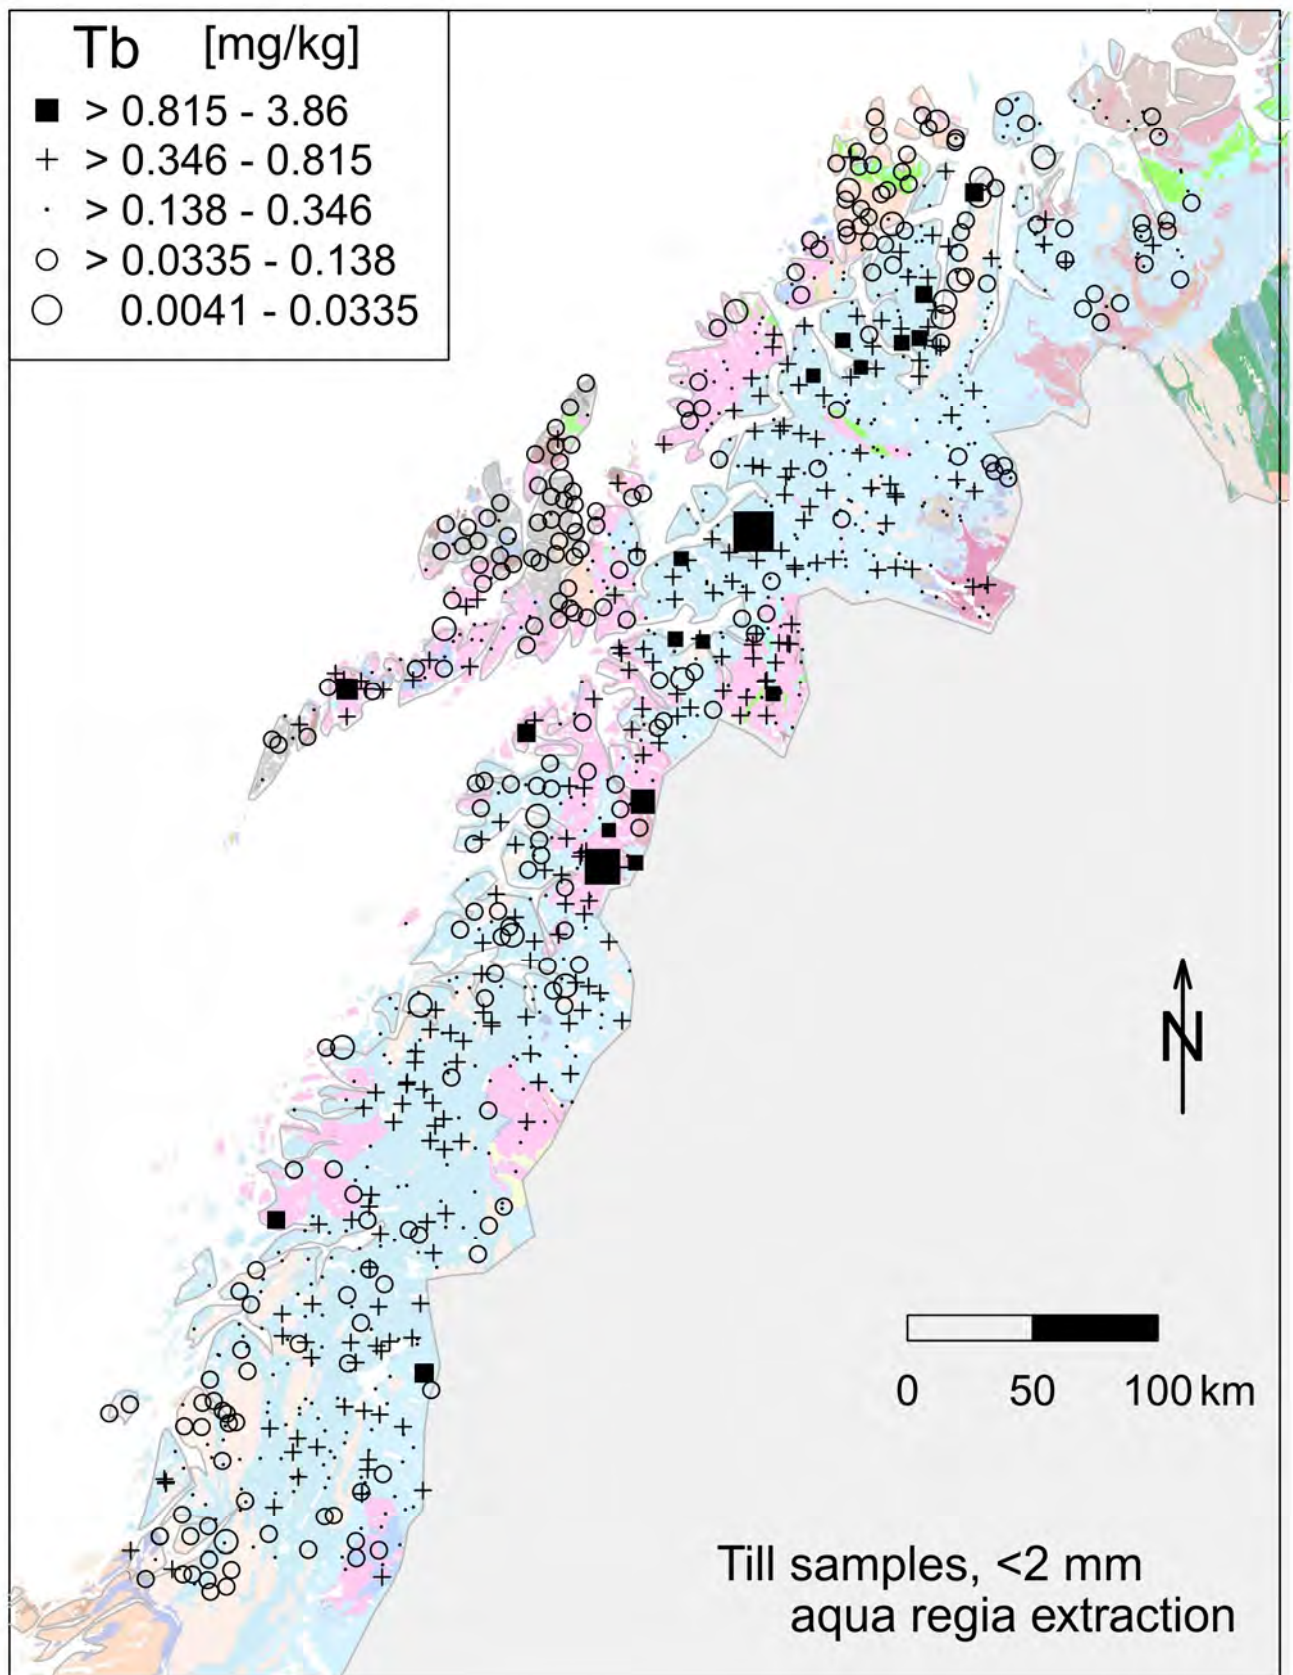 Tb [mg/kg]
■ > 0.815 - 3.86
+ > 0.346 - 0.815
· > 0.138 - 0.346
○ > 0.0335 - 0.138
○ 0.0041 - 0.0335
N
0 50 100 km
Till samples, <2 mm
aqua regia extraction